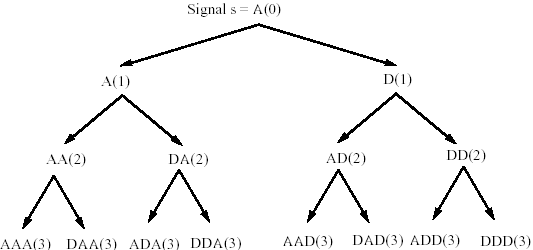 Signal s = A(0)
A(1) D(1)
AA(2) DA(2) AD(2) DD(2)
AAA(3) DAA(3) ADA(3) DDA(3) AAD(3) DAD(3) ADD(3) DDD(3)